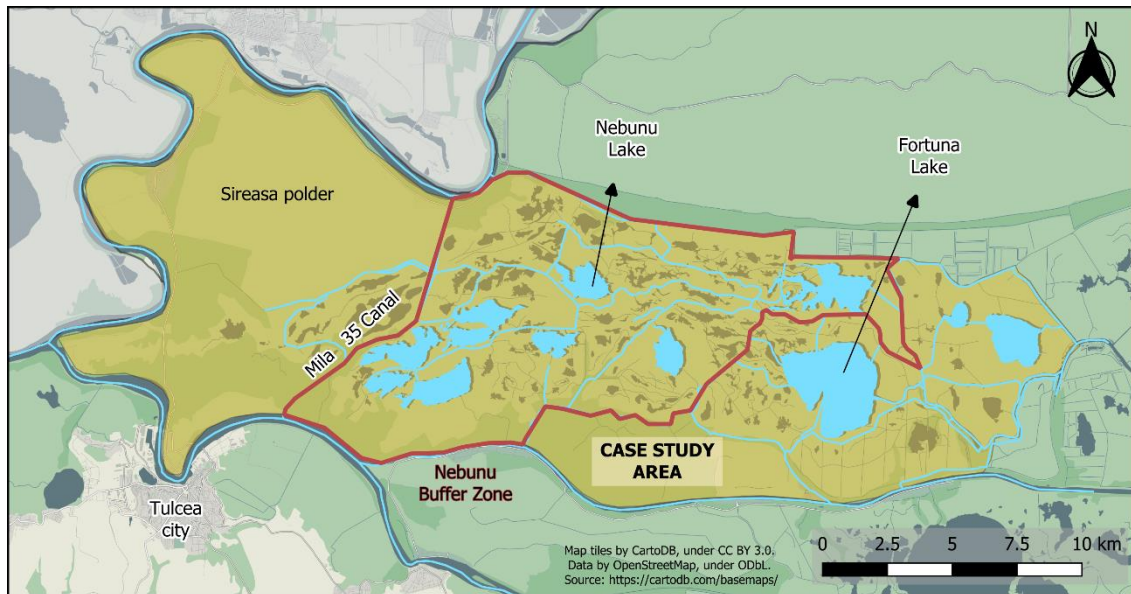 N
Nebunu
Lake
Fortuna
Lake
Sireasa polder
Mila 35 Canal
CASE STUDY
AREA
Nebunu
Buffer Zone
Tulcea
city
Map tiles by CartoDB, under CC BY 3.0.
Data by OpenStreetMap, under ODbL.
Source: https://cartodb.com/basemaps/
0 2.5 5 7.5 10 km